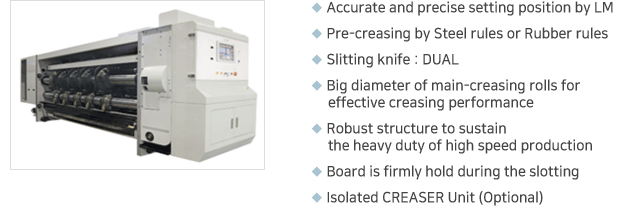 ◆ Accurate and precise setting position by LM
◆ Pre-creasing by Steel rules or Rubber rules
◆ Slitting knife : DUAL
◆ Big diameter of main-creasing rolls for
effective creasing performance
◆ Robust structure to sustain
the heavy duty of high speed production
◆ Board is firmly hold during the slotting
◆ Isolated CREASER Unit (Optional)